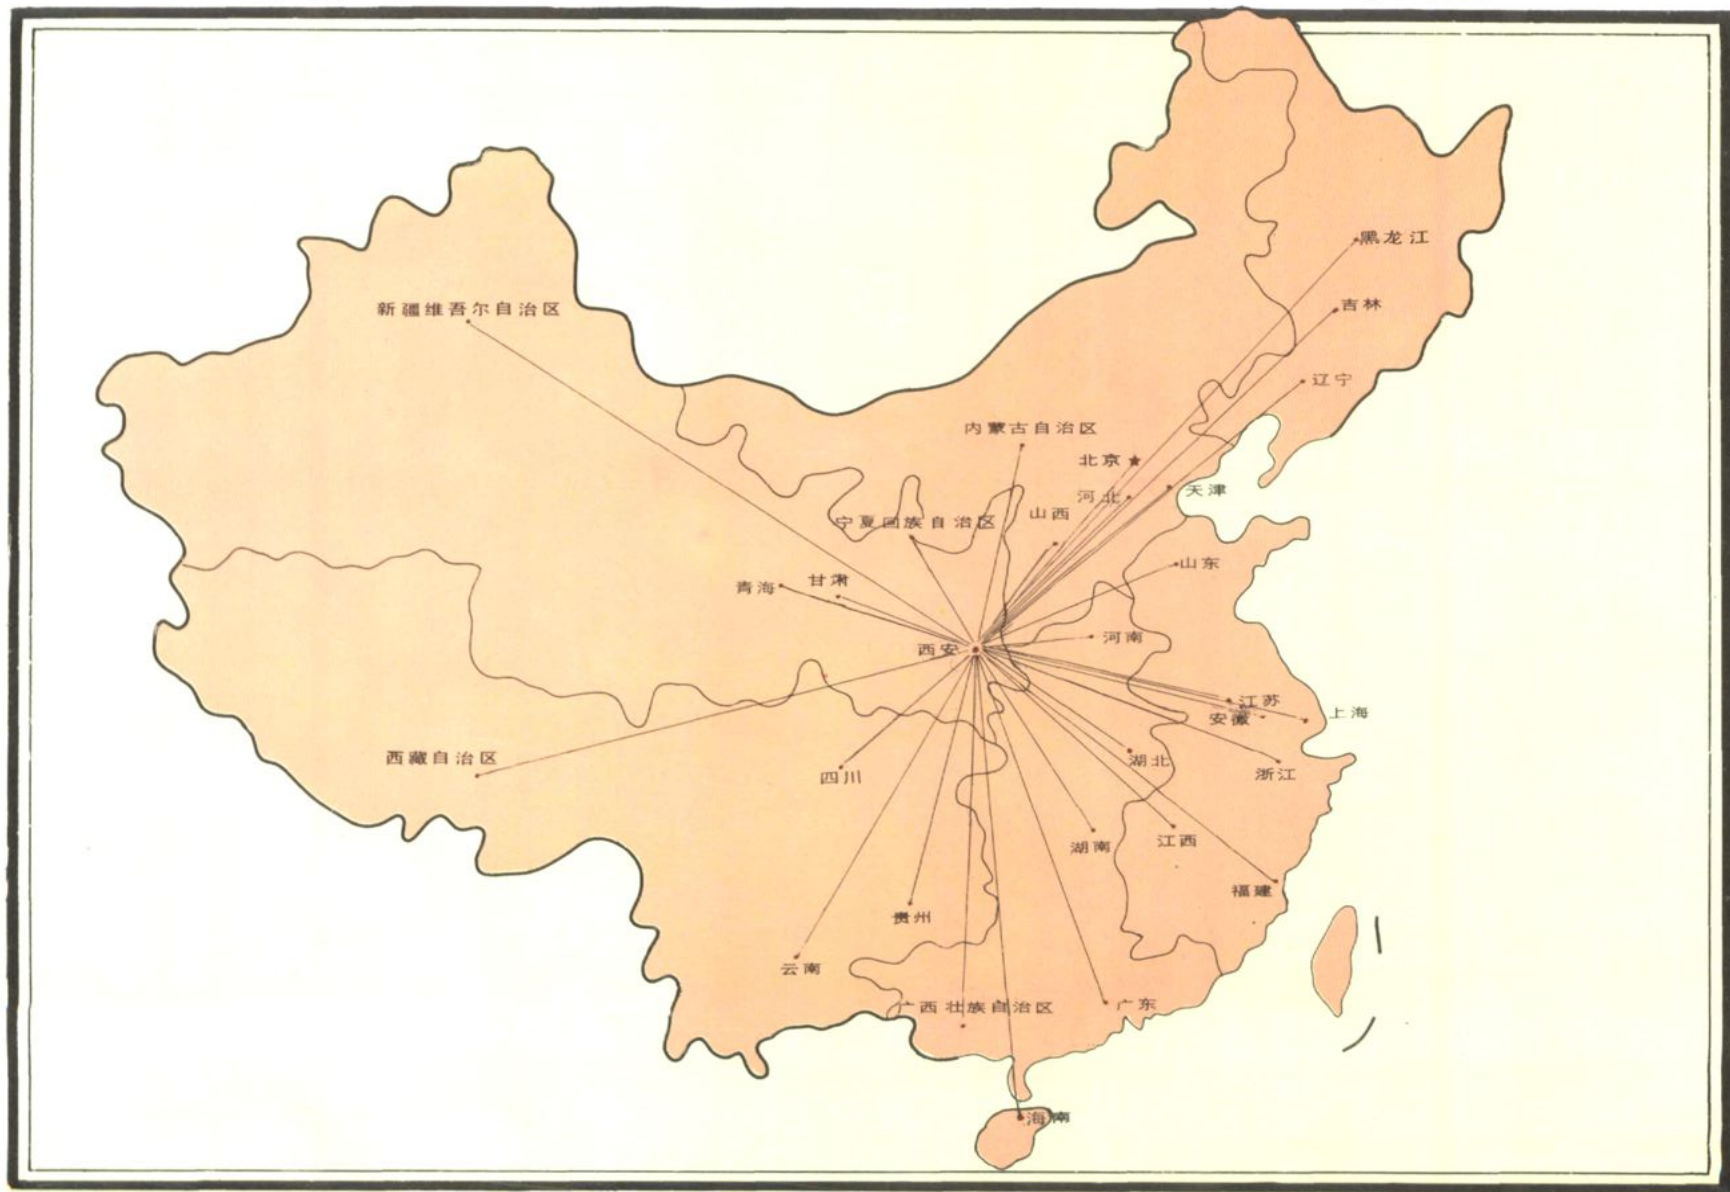 黑龙江
吉林
新疆维吾尔自治区
辽宁
内蒙古自治区
北京
天津
河北
山西
宁夏回族自治区
山东
甘肃
青海
河南
西安
江苏
上海
安徽
西藏自治区
湖北
浙江
四川
江西
湖南
福建
贵州
云南
广西壮族自治区
广东
海南